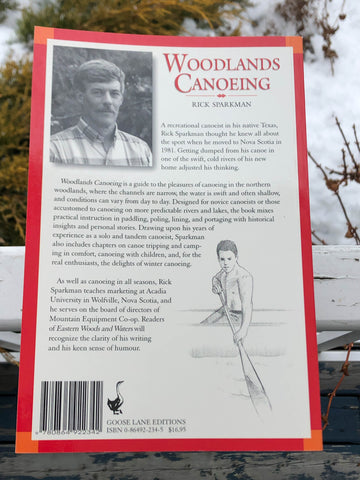 WOODLANDS
CANOEING
RICK SPARKMAN
A recreational canoeist in his native Texas,
Rick Sparkman thought he knew all about
the sport when he moved to Nova Scotia in
1981. Getting dumped from his canoe in
one of the swift, cold rivers of his new
home adjusted his thinking.
Woodlands Canoeing is a guide to the pleasures of canoeing in the northern
woodlands, where the channels are narrow, the water is swift and often shallow,
and conditions can vary from day to day. Designed for novice canoeists or those
accustomed to canoeing on more predictable rivers and lakes, the book mixes
practical instruction in paddling, poling, lining, and portaging with historical
insights and personal stories. Drawing upon his years of
experience as a solo and tandem canoeist, Sparkman
also includes chapters on canoe tripping and camp-
ing in comfort, canoeing with children, and, for the
real enthusiasts, the delights of winter canoeing.
As well as canoeing in all seasons, Rick
Sparkman teaches marketing at Acadia
University in Wolfville, Nova Scotia, and
he serves on the board of directors of
Mountain Equipment Co-op. Readers
of Eastern Woods and Waters will
recognize the clarity of his writing
and his keen sense of humour.
9 780864 922342
GOOSE LANE EDITIONS
ISBN 0-86492-234-5 $16.95